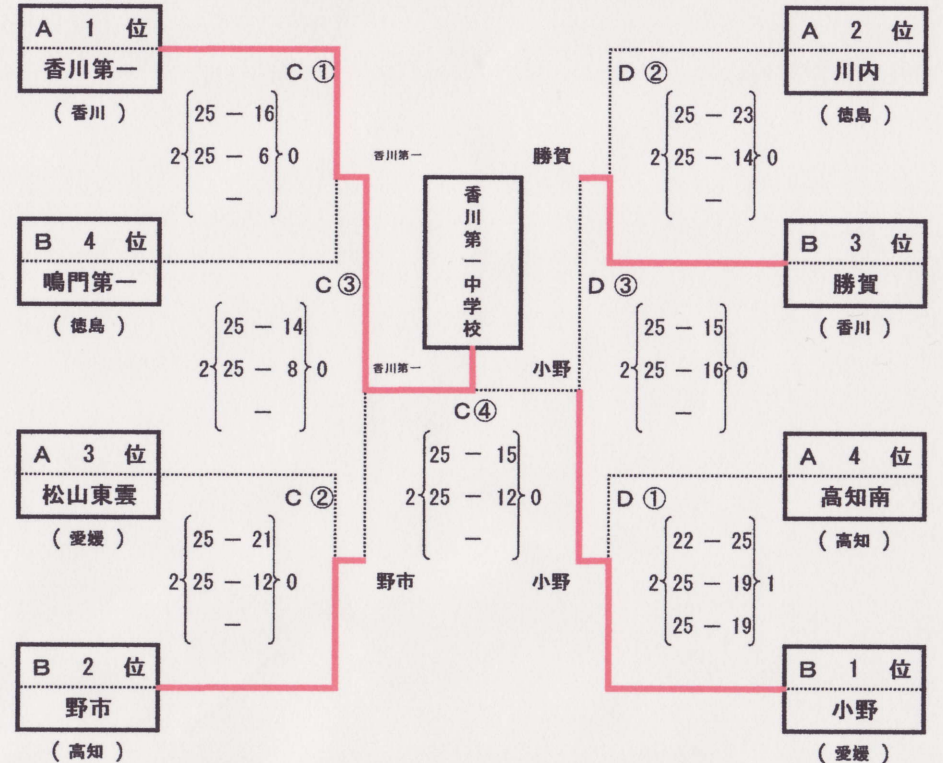 A 1 位
香川第一
( 香川 )
C ①
25 － 16
2 25 － 6 0
－
B 4 位
鳴門第一
( 徳島 )
香川第一
C ③
25 － 14
2 25 － 8 0
－
A 3 位
松山東雲
( 愛媛 )
C ②
25 － 21
2 25 － 12 0
－
B 2 位
野市
( 高知 )
野市
香川第一中学校
香川第一
小野
C④
25 － 15
2 25 － 12 0
－
A 2 位
川内
( 徳島 )
D ②
25 － 23
2 25 － 14 0
－
勝賀
B 3 位
勝賀
( 香川 )
D ③
25 － 15
2 25 － 16 0
－
A 4 位
高知南
( 高知 )
D ①
22 － 25
2 25 － 19 1
25 － 19
小野
B 1 位
小野
( 愛媛 )